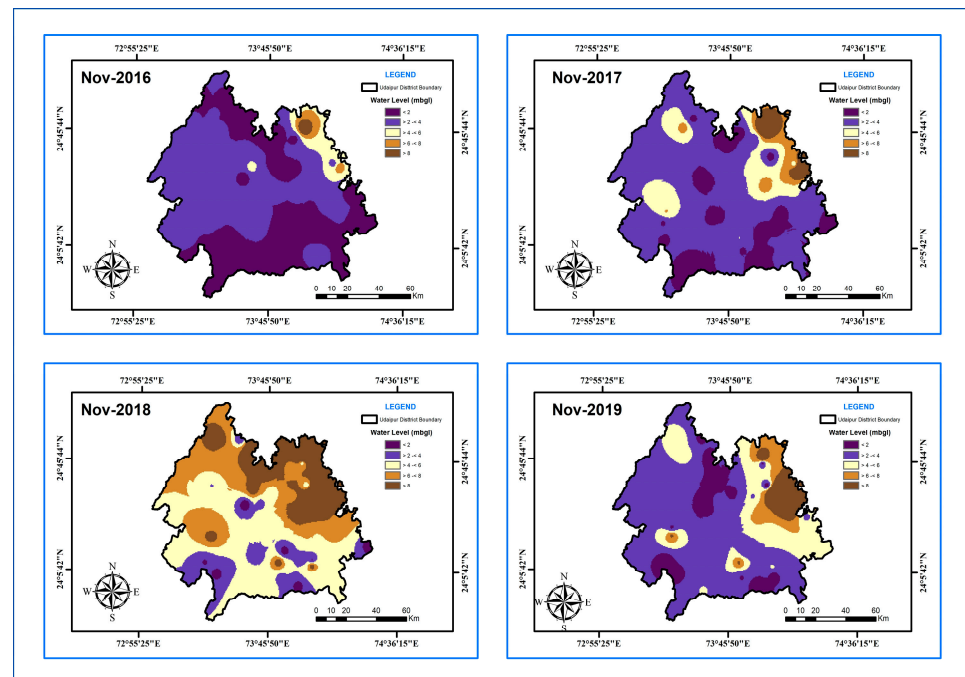 72°55'25"E 73°45'50"E 74°36'15"E
Nov-2016
LEGEND
Udaipur Disttrict Boundary
Water Level (mbgl)
< 2
> 2 -< 4
> 4 -< 6
> 6 -< 8
> 8
24°45'44"N
24°5'42"N
24°45'44"N
24°5'42"N
N
W E
S
0 10 20 40 60
Km
72°55'25"E 73°45'50"E 74°36'15"E
72°55'25"E 73°45'50"E 74°36'15"E
Nov-2017
LEGEND
Udaipur Disttrict Boundary
Water Level (mbgl)
< 2
> 2 -< 4
> 4 -< 6
> 6 -< 8
> 8
24°45'44"N
24°5'42"N
24°45'44"N
24°5'42"N
N
W E
S
0 10 20 40 60
Km
72°55'25"E 73°45'50"E 74°36'15"E
72°55'25"E 73°45'50"E 74°36'15"E
Nov-2018
LEGEND
Udaipur Disttrict Boundary
Water Level (mbgl)
< 2
> 2 -< 4
> 4 -< 6
> 6 -< 8
< 8
24°45'44"N
24°5'42"N
24°45'44"N
24°5'42"N
N
W E
S
0 10 20 40 60
Km
72°55'25"E 73°45'50"E 74°36'15"E
72°55'25"E 73°45'50"E 74°36'15"E
Nov-2019
LEGEND
Udaipur Disttrict Boundary
Water Level (mbgl)
< 2
> 2 -< 4
> 4 -< 6
> 6 -< 8
> 8
24°45'44"N
24°5'42"N
24°45'44"N
24°5'42"N
N
W E
S
0 10 20 40 60
Km
72°55'25"E 73°45'50"E 74°36'15"E